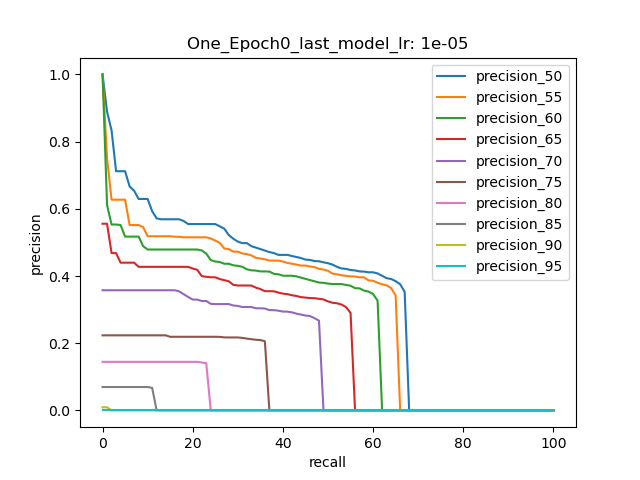 One_Epoch0_last_model_lr: 1e-05
precision
1.0
0.8
0.6
0.4
0.2
0.0
0
20
40
60
80
100
recall
precision_50
precision_55
precision_60
precision_65
precision_70
precision_75
precision_80
precision_85
precision_90
precision_95